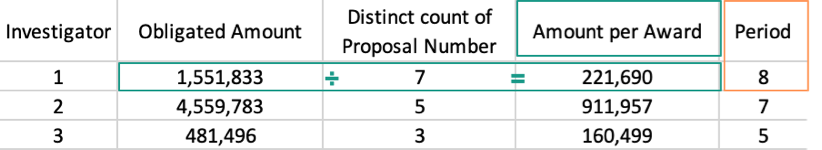 Investigator Obligated Amount Distinct count of Proposal Number Amount per Award Period
1 1,551,833 ÷ 7 = 221,690 8
2 4,559,783 5 911,957 7
3 481,496 3 160,499 5